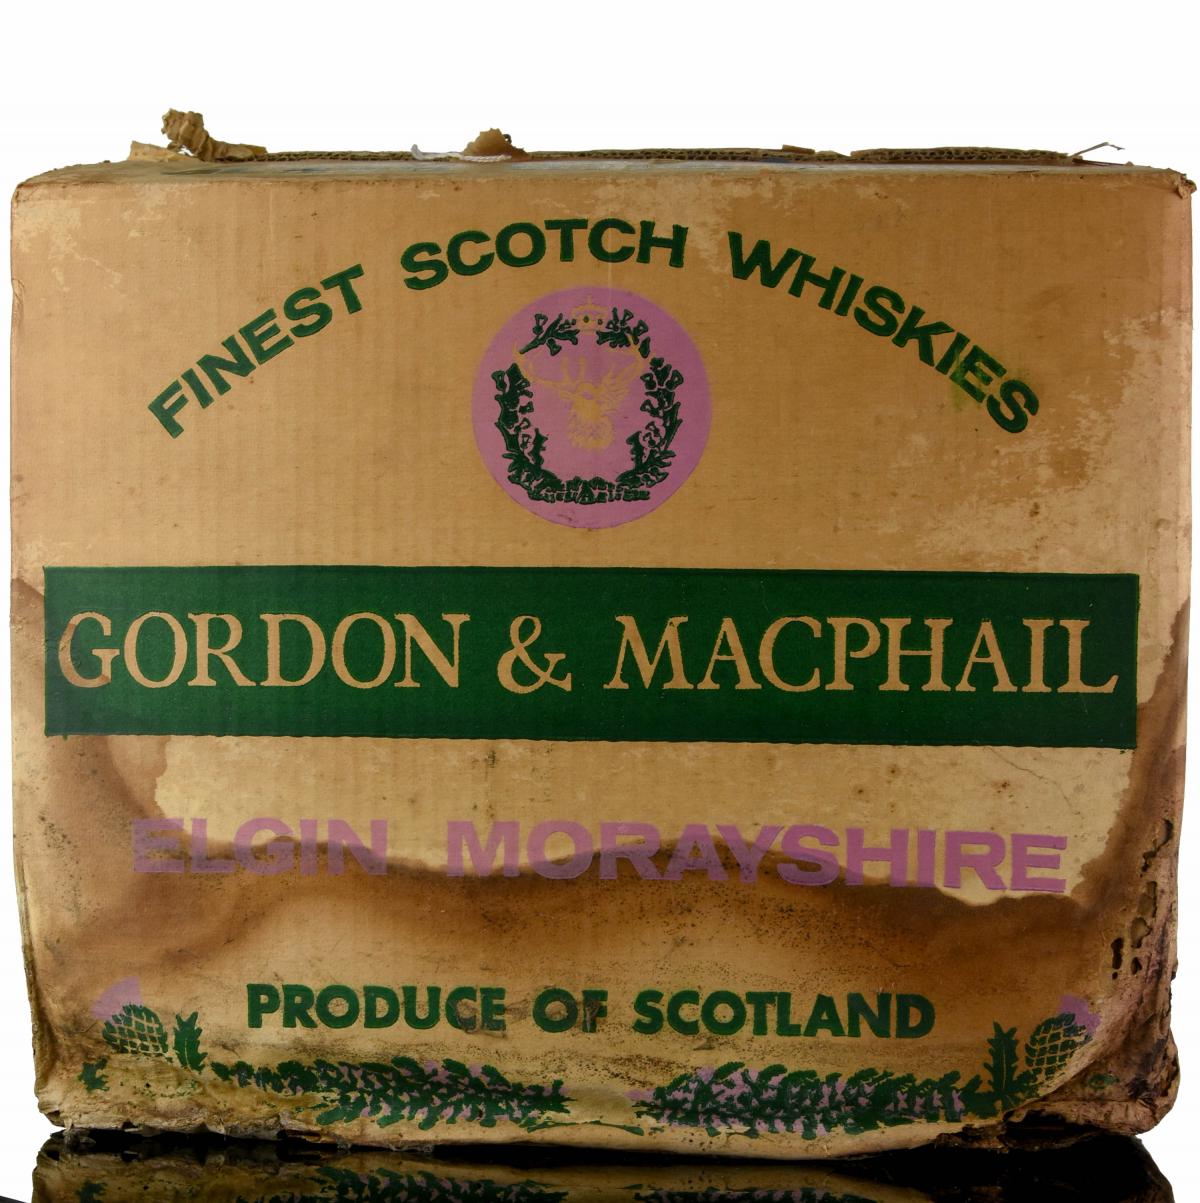 FINEST SCOTCH WHISKIES
GORDON & MACPHAIL
ELGIN MORAYSHIRE
PRODUCE OF SCOTLAND